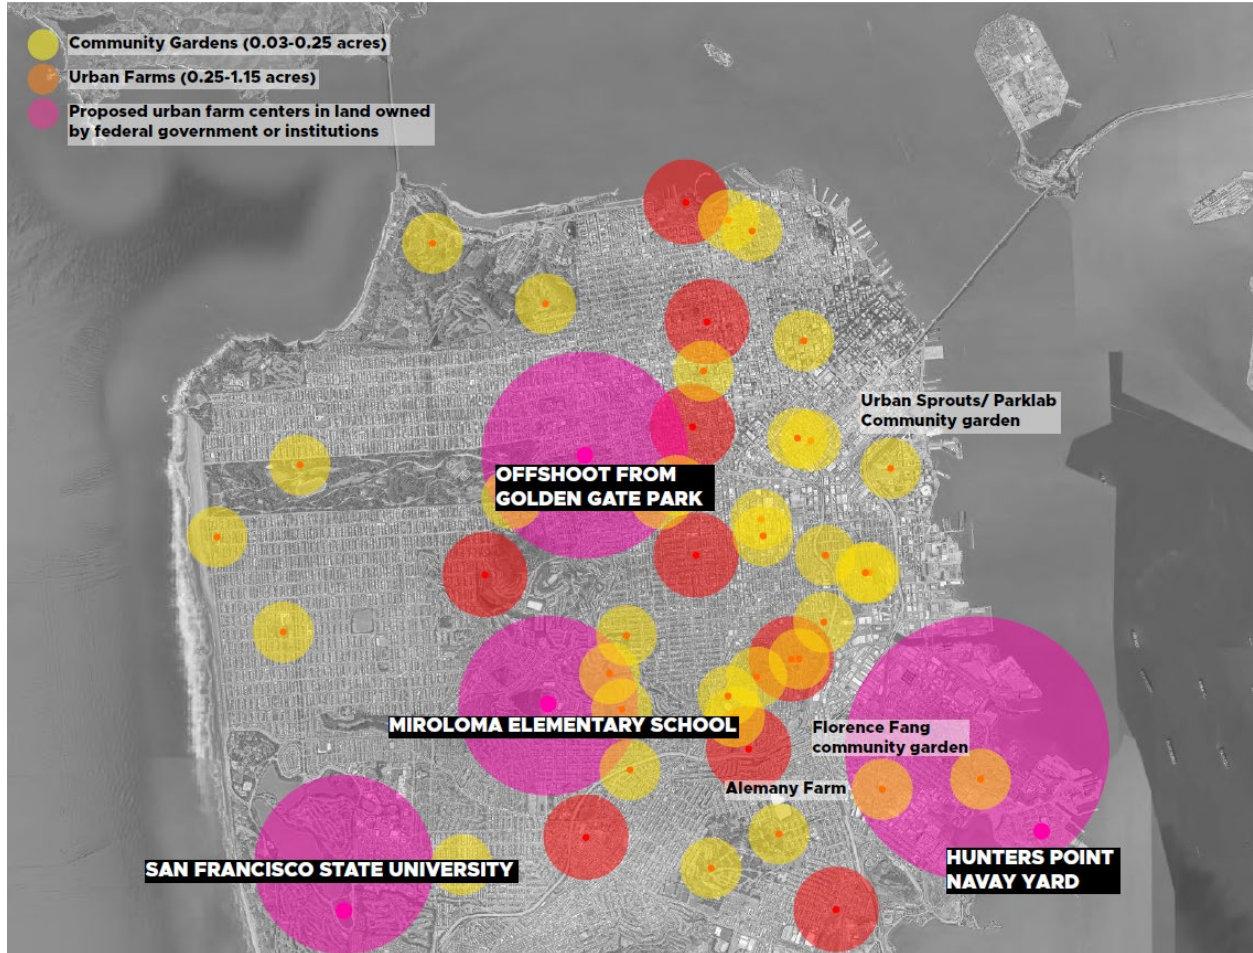 Community Gardens (0.03-0.25 acres)
Urban Farms (0.25-1.15 acres)
Proposed urban farm centers in land owned
by federal government or institutions
Urban Sprouts/ Parklab
Community garden
OFFSHOOT FROM
GOLDEN GATE PARK
MIROLOMA ELEMENTARY SCHOOL
Florence Fang
community garden
Alemany Farm
SAN FRANCISCO STATE UNIVERSITY
HUNTERS POINT
NAVAY YARD